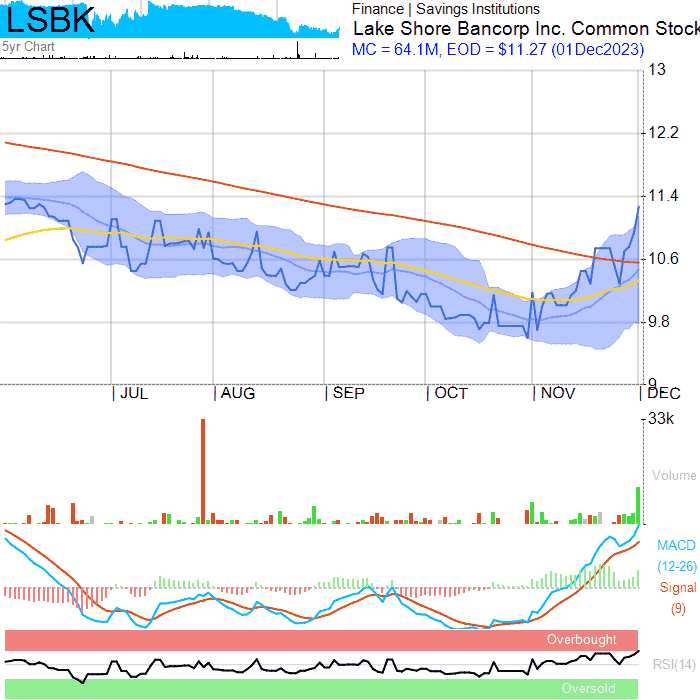 LSBK
5yr Chart
Finance | Savings Institutions
Lake Shore Bancorp Inc. Common Stock
MC = 64.1M, EOD = $11.27 (01Dec2023)
13
12.2
11.4
10.6
9.8
9
JUL
AUG
SEP
OCT
NOV
DEC
33k
Volume
MACD
(12-26)
Signal
(9)
Overbought
RSI(14)
Oversold